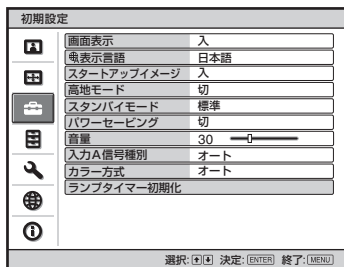 初期設定
画面表示 入
表示言語 日本語
スタートアップイメージ 入
高地モード 切
スタンバイモード 標準
パワーセービング 切
音量 30
入力A信号種別 オート
カラー方式 オート
ランプタイマー初期化
選択: 決定: ENTER 終了: MENU